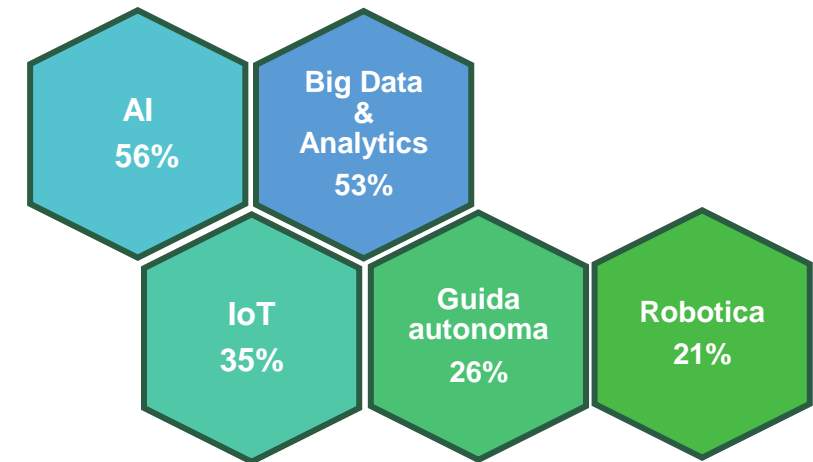 AI
56%
Big Data
&
Analytics
53%
IoT
35%
Guida
autonoma
26%
Robotica
21%